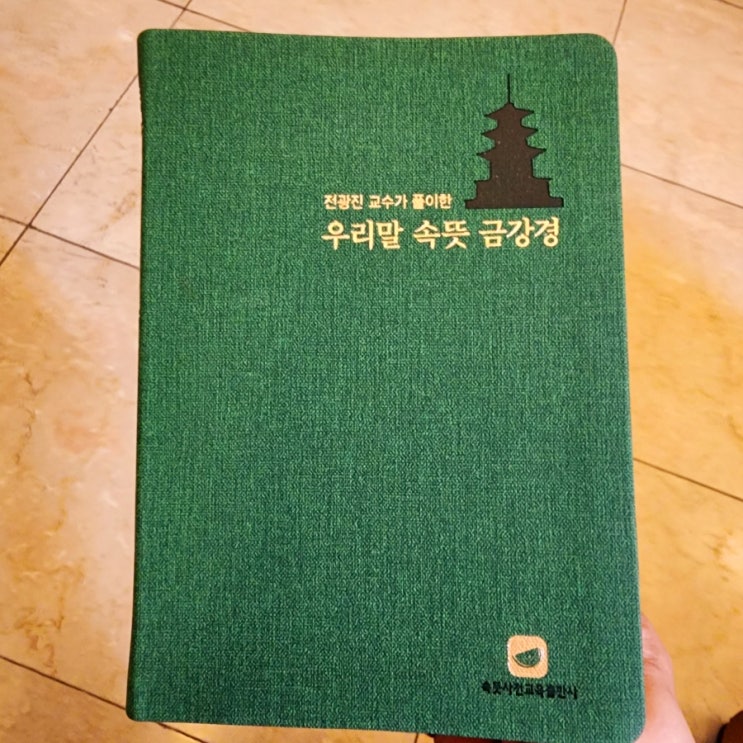 전광진 교수가 풀이한
우리말 속뜻 금강경
속뜻사전교육출판사